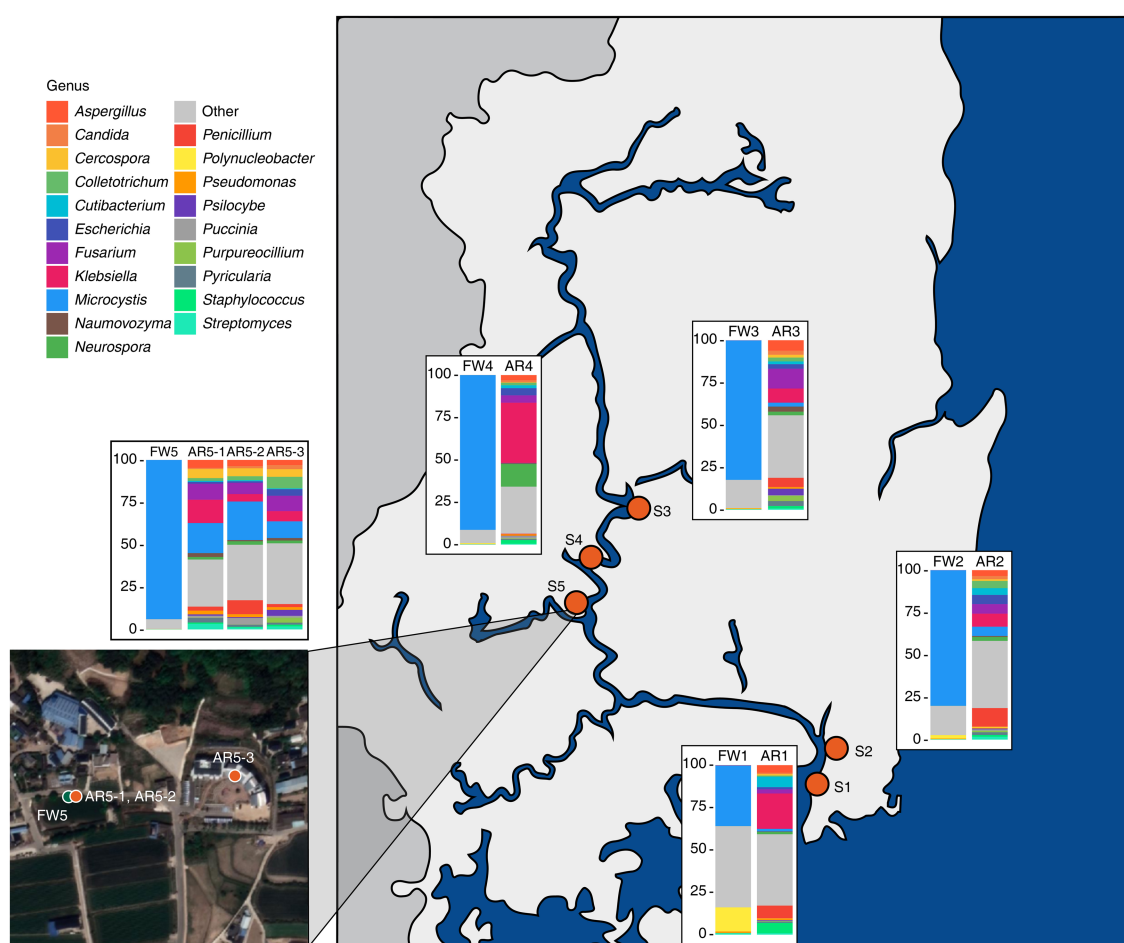 Genus
Aspergillus
Candida
Cercospora
Colletotrichum
Cutibacterium
Escherichia
Fusarium
Klebsiella
Microcystis
Naumovozyma
Neurospora
Other
Penicillium
Polynucleobacter
Pseudomonas
Psilocybe
Puccinia
Purpureocillium
Pyricularia
Staphylococcus
Streptomyces
FW3 AR3
100
75
50
25
0
FW4 AR4
100
75
50
25
0
FW5 AR5-1 AR5-2 AR5-3
100
75
50
25
0
S3
S4
S5
FW2 AR2
100
75
50
25
0
S2
S1
FW1 AR1
100
75
50
25
0
AR5-3
AR5-1, AR5-2
FW5